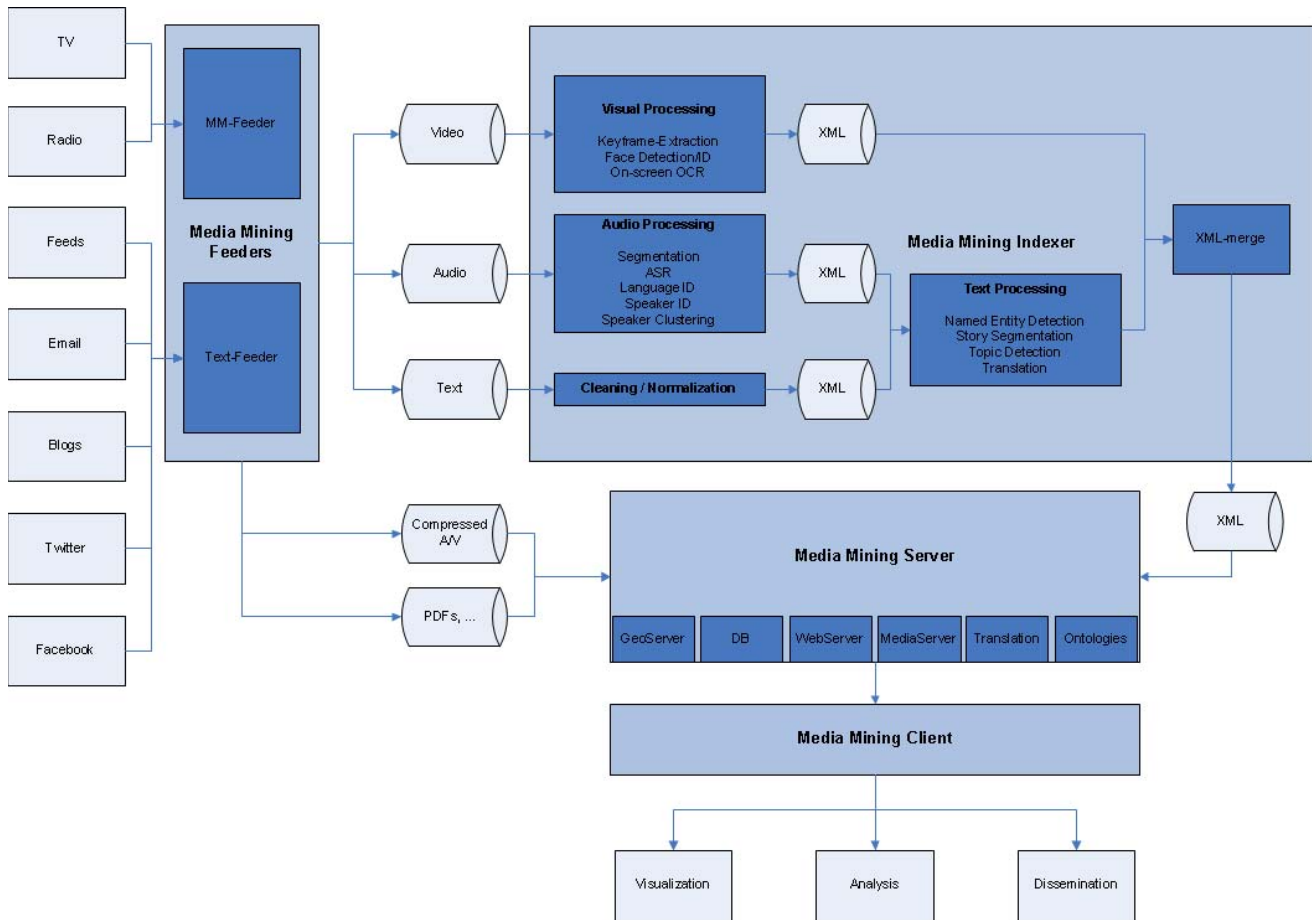 TV
Radio
Feeds
Email
Blogs
Twitter
Facebook
MM-Feeder
Media Mining
Feeders
Text-Feeder
Video
Audio
Text
Visual Processing
Keyframe-Extraction
Face Detection/ID
On-screen OCR
Audio Processing
Segmentation
ASR
Language ID
Speaker ID
Speaker Clustering
Cleaning / Normalization
XML
XML
XML
Media Mining Indexer
Text Processing
Named Entity Detection
Story Segmentation
Topic Detection
Translation
XML-merge
XML
Compressed
A/V
PDFs, ...
Media Mining Server
GeoServer
DB
WebServer
MediaServer
Translation
Ontologies
Media Mining Client
Visualization
Analysis
Dissemination